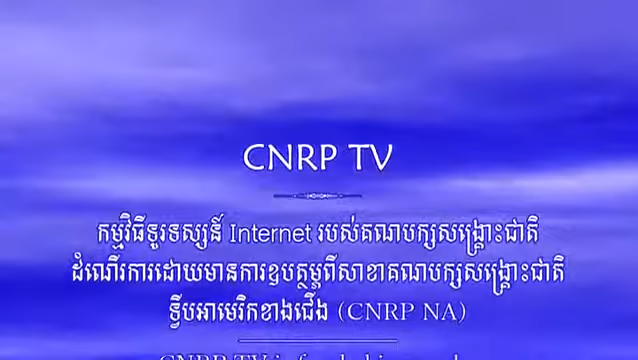 CNRP TV
កម្មវិធីទូរទស្សន៍ Internet របស់គណបក្សសង្គ្រោះជាតិ
ដំណើរការដោយមានការឧបត្ថម្ភពីសាខាគណបក្សសង្គ្រោះជាតិ
ទ្វីបអាមេរិកខាងជើង (CNRP NA)